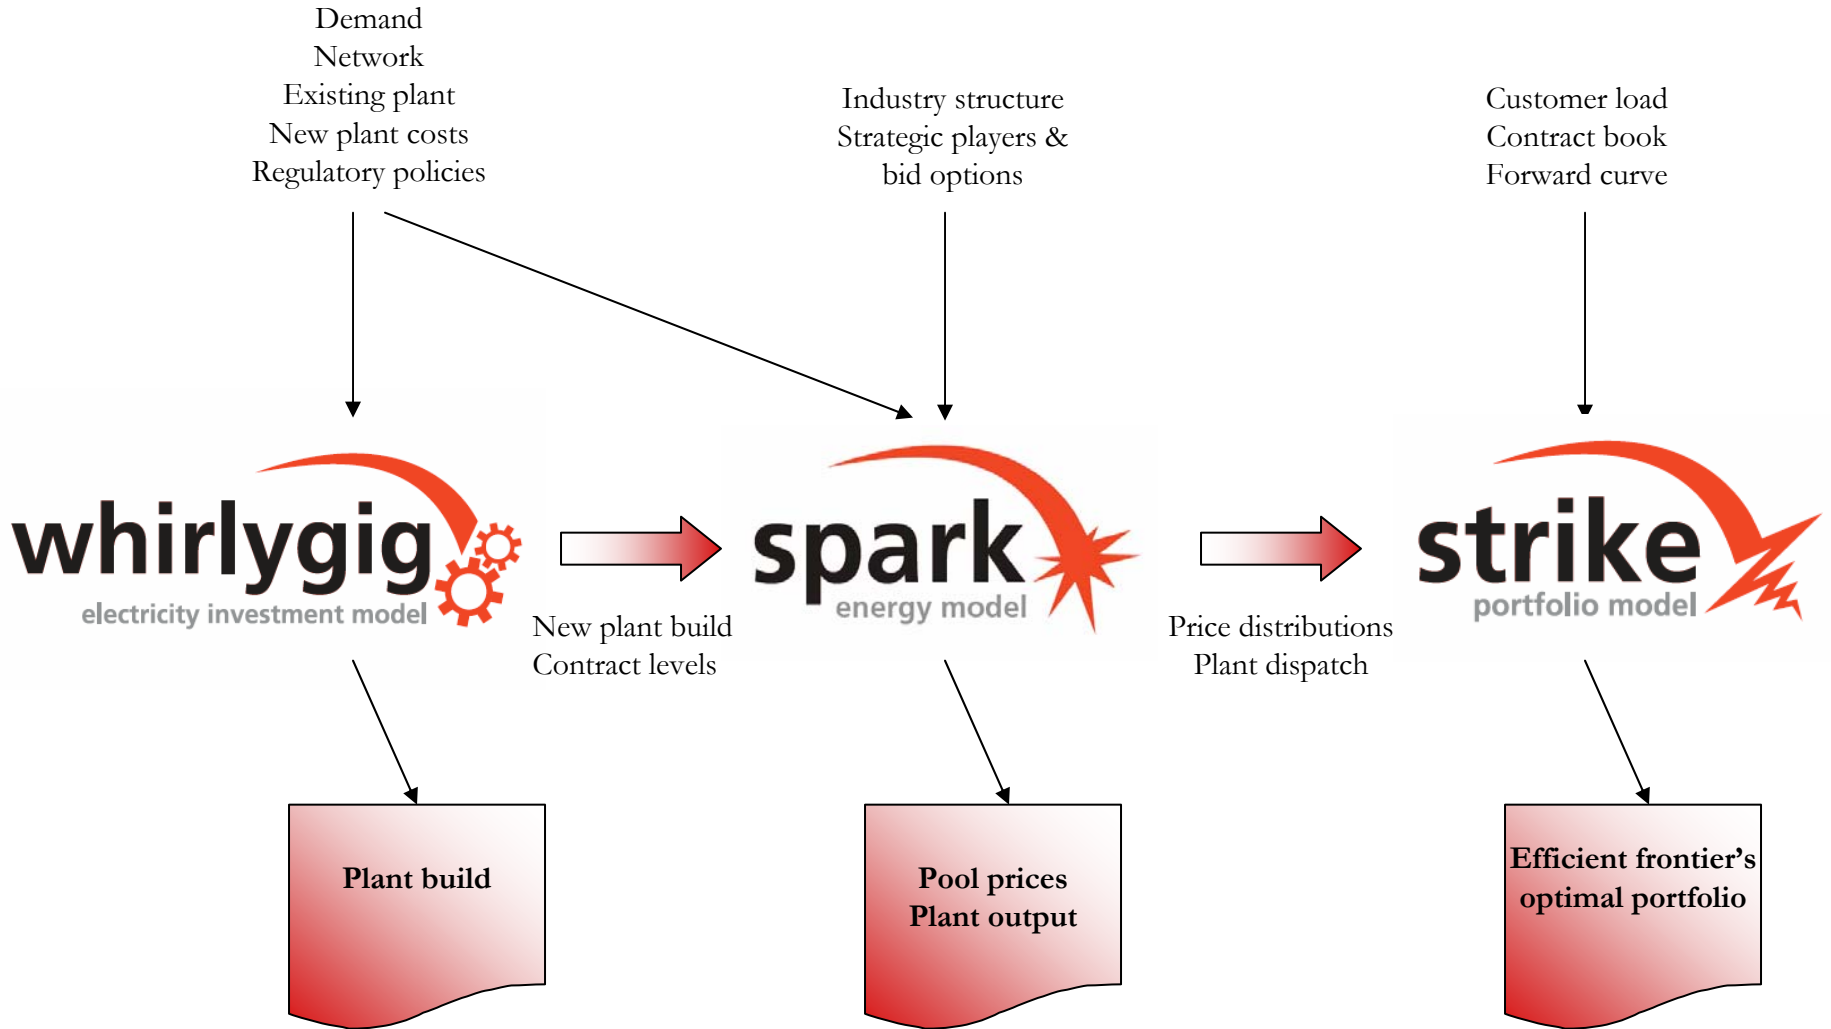 Demand
Network
Existing plant
New plant costs
Regulatory policies
Industry structure
Strategic players &
bid options
Customer load
Contract book
Forward curve
whirlygig
electricity investment model
New plant build
Contract levels
spark
energy model
Price distributions
Plant dispatch
strike
portfolio model
Plant build
Pool prices
Plant output
Efficient frontier’s
optimal portfolio